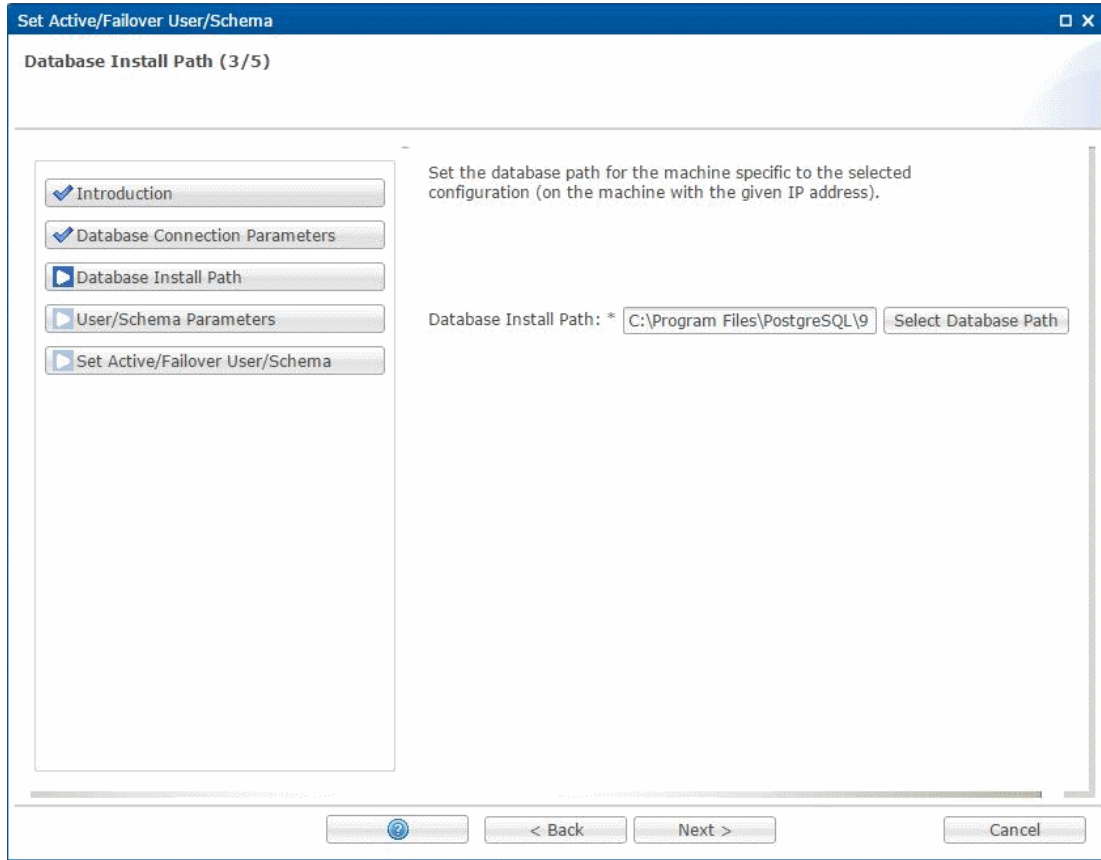 Set Active/Failover User/Schema
Database Install Path (3/5)
Introduction
Database Connection Parameters
Database Install Path
User/Schema Parameters
Set Active/Failover User/Schema
Set the database path for the machine specific to the selected
configuration (on the machine with the given IP address).
Database Install Path: * C:\Program Files\PostgreSQL\9 Select Database Path
? < Back Next > Cancel